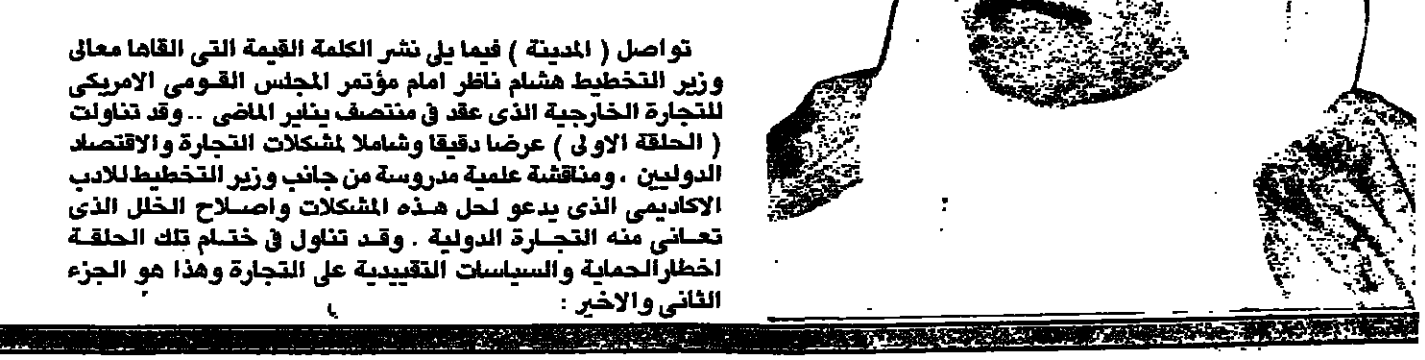 تواصل ( المدينة ) فيما يلى نشر الكلمة القيمة التى القاها معالى
وزير التخطيط هشام ناظر امام مؤتمر المجلس القومى الامريكى
للتجارة الخارجية الذى عقد فى منتصف يناير الماضى .. وقد تناولت
( الحلقة الاولى ) عرضا دقيقا وشاملا لمشكلات التجارة والاقتصاد
الدوليين ، ومناقشة علمية مدروسة من جانب وزير التخطيط للادب
الاكاديمى الذى يدعو لحل هذه المشكلات واصلاح الخلل الذى
تعانى منه التجارة الدولية . وقد تناول فى ختام تلك الحلقة
اخطار الحماية والسياسات التقييدية على التجارة وهذا هو الجزء
الثانى والاخير :